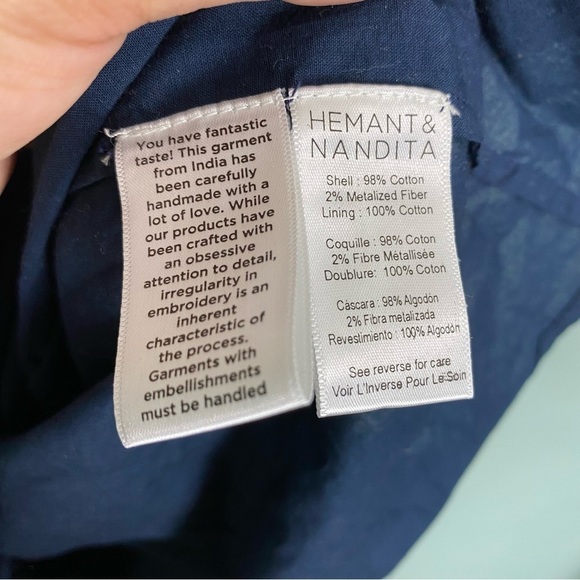 You have fantastic
taste! This garment
from India has
been carefully
handmade with a
lot of love. While
our products have
been crafted with
an obsessive
attention to detail,
irregularity in
embroidery is an
inherent
characteristic of
the process.
Garments with
embellishments
must be handled
HEMANT &
NANDITA
Shell : 98% Cotton
2% Metalized Fiber
Lining : 100% Cotton
Coquille : 98% Coton
2% Fibre Métallisée
Doublure: 100% Coton
Cáscara : 98% Algodón
2% Fibra metalizada
Revestimiento : 100% Algodón
See reverse for care
Voir L'Inverse Pour Le Soin